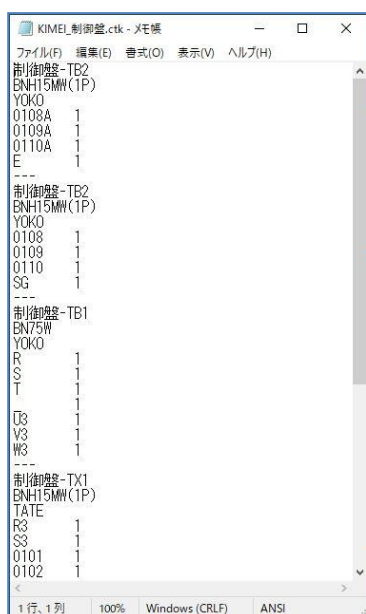 KIMEI_制御盤.ctk - メモ帳
ファイル(F) 編集(E) 書式(O) 表示(V) ヘルプ(H)
制御盤-TB2
BNH15MW(1P)
YOKO
0108A 1
0109A 1
0110A 1
E 1
---
制御盤-TB2
BNH15MW(1P)
YOKO
0108 1
0109 1
0110 1
SG 1
---
制御盤-TB1
BN75W
YOKO
R 1
S 1
T 1
_ 1
U3 1
V3 1
W3 1
---
制御盤-TX1
BNH15MW(1P)
TATE
R3 1
S3 1
0101 1
0102 1
1 行、1 列 100% Windows (CRLF) ANSI